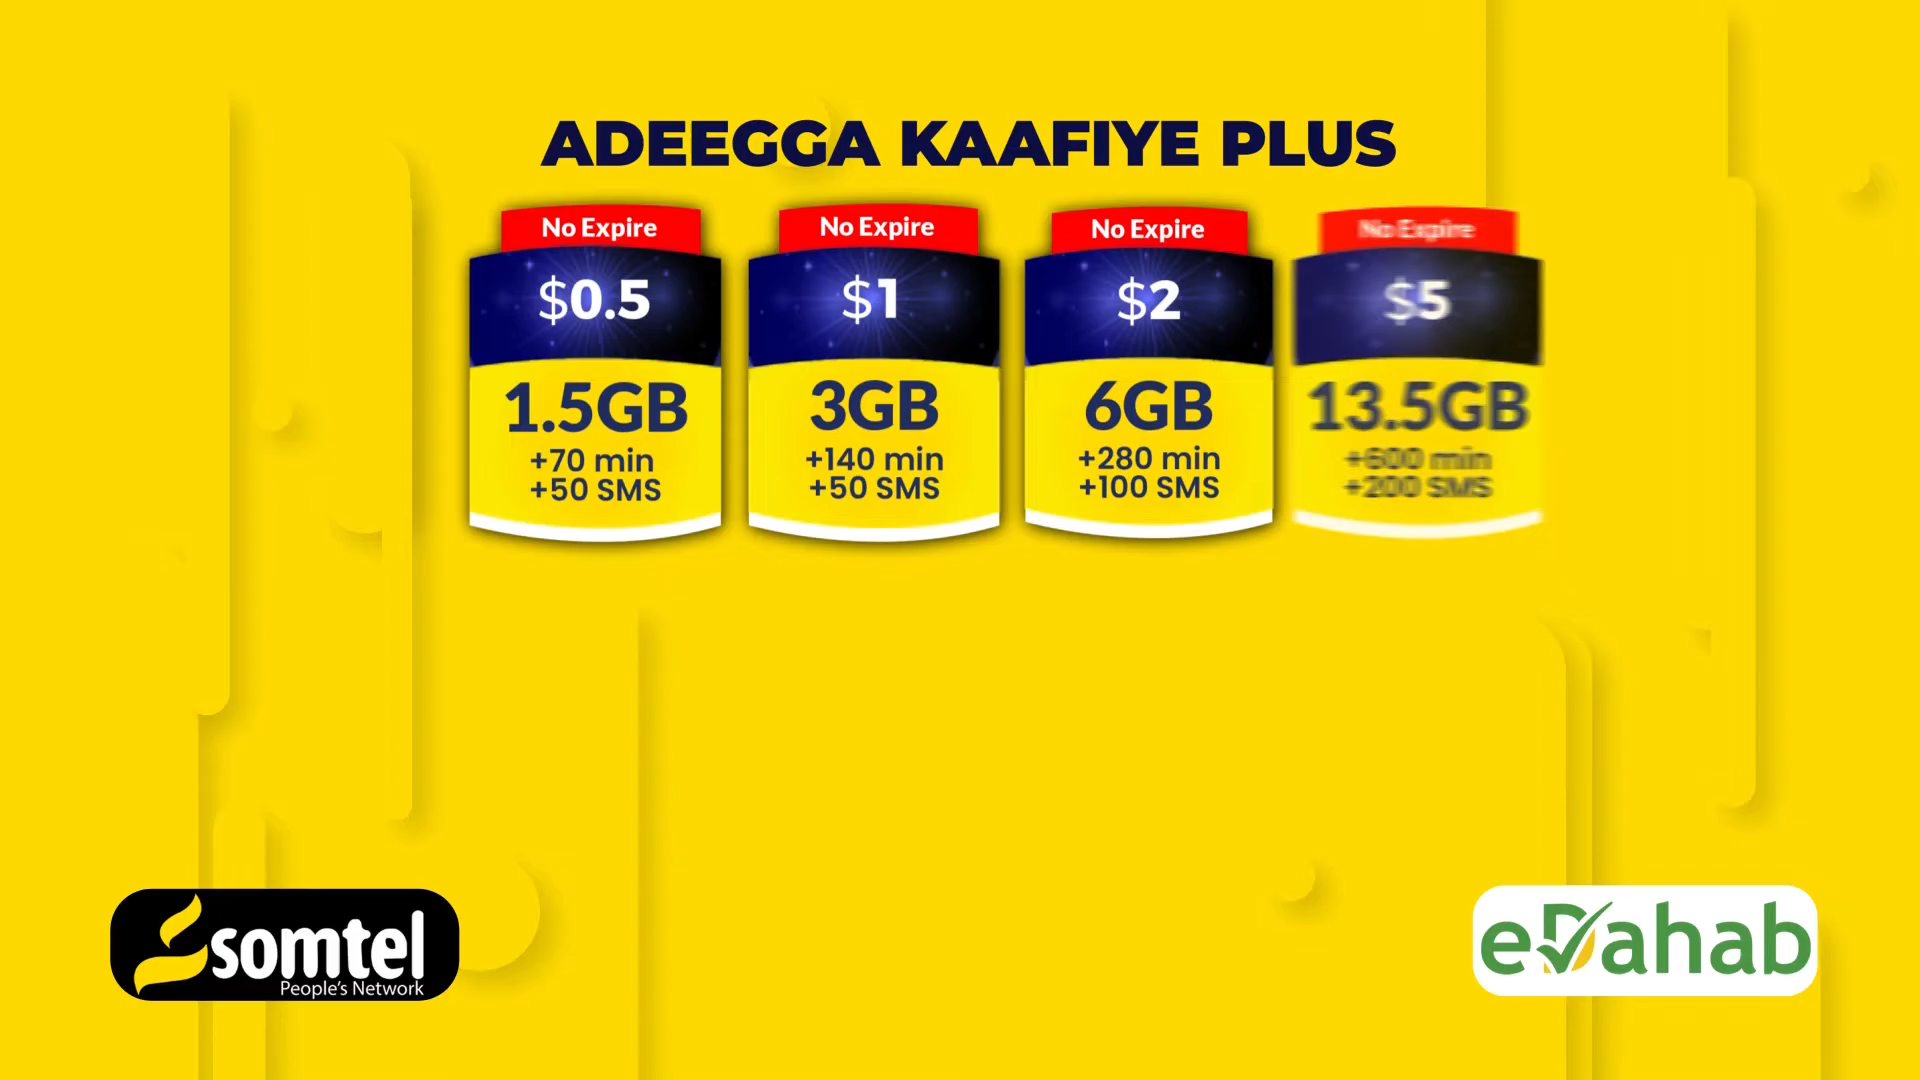 ADEEGGA KAAFIYE PLUS
No Expire
$0.5
1.5GB
+70 min
+50 SMS
No Expire
$1
3GB
+140 min
+50 SMS
No Expire
$2
6GB
+280 min
+100 SMS
No Expire
$5
13.5GB
+600 min
+200 SMS
somtel
People's Network
eDahab